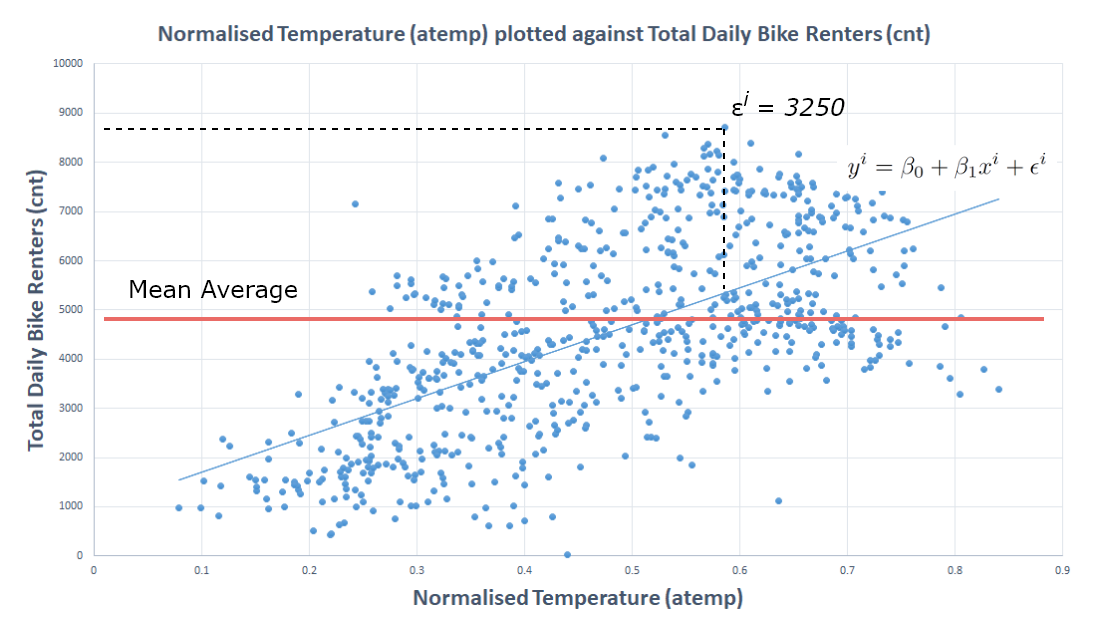 Normalised Temperature (atemp) plotted against Total Daily Bike Renters (cnt)
Total Daily Bike Renters (cnt)
10000
9000
8000
7000
6000
5000
4000
3000
2000
1000
0
εⁱ = 3250
yⁱ = β₀ + β₁xⁱ + ϵⁱ
Mean Average
0 0.1 0.2 0.3 0.4 0.5 0.6 0.7 0.8 0.9
Normalised Temperature (atemp)